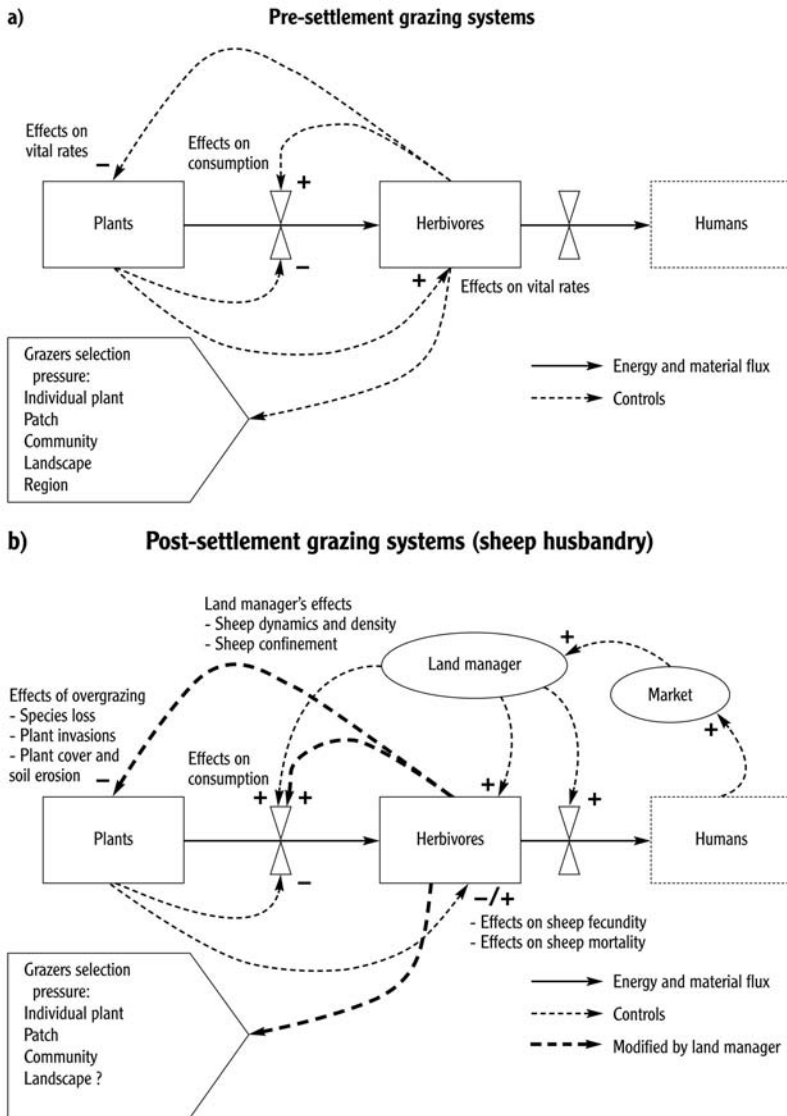 a)
Pre-settlement grazing systems
Effects on
vital rates
−
Effects on
consumption
+
Plants
Herbivores
Humans
−
+
Effects on vital rates
Grazers selection
pressure:
Individual plant
Patch
Community
Landscape
Region
Energy and material flux
Controls
b)
Post-settlement grazing systems (sheep husbandry)
Land manager's effects
- Sheep dynamics and density
- Sheep confinement
+
Land manager
Market
+
Effects of overgrazing
- Species loss
- Plant invasions
- Plant cover and
soil erosion
−
Effects on
consumption
+ +
+
+
Plants
Herbivores
Humans
−
−/+
- Effects on sheep fecundity
- Effects on sheep mortality
Grazers selection
pressure:
Individual plant
Patch
Community
Landscape ?
Energy and material flux
Controls
Modified by land manager